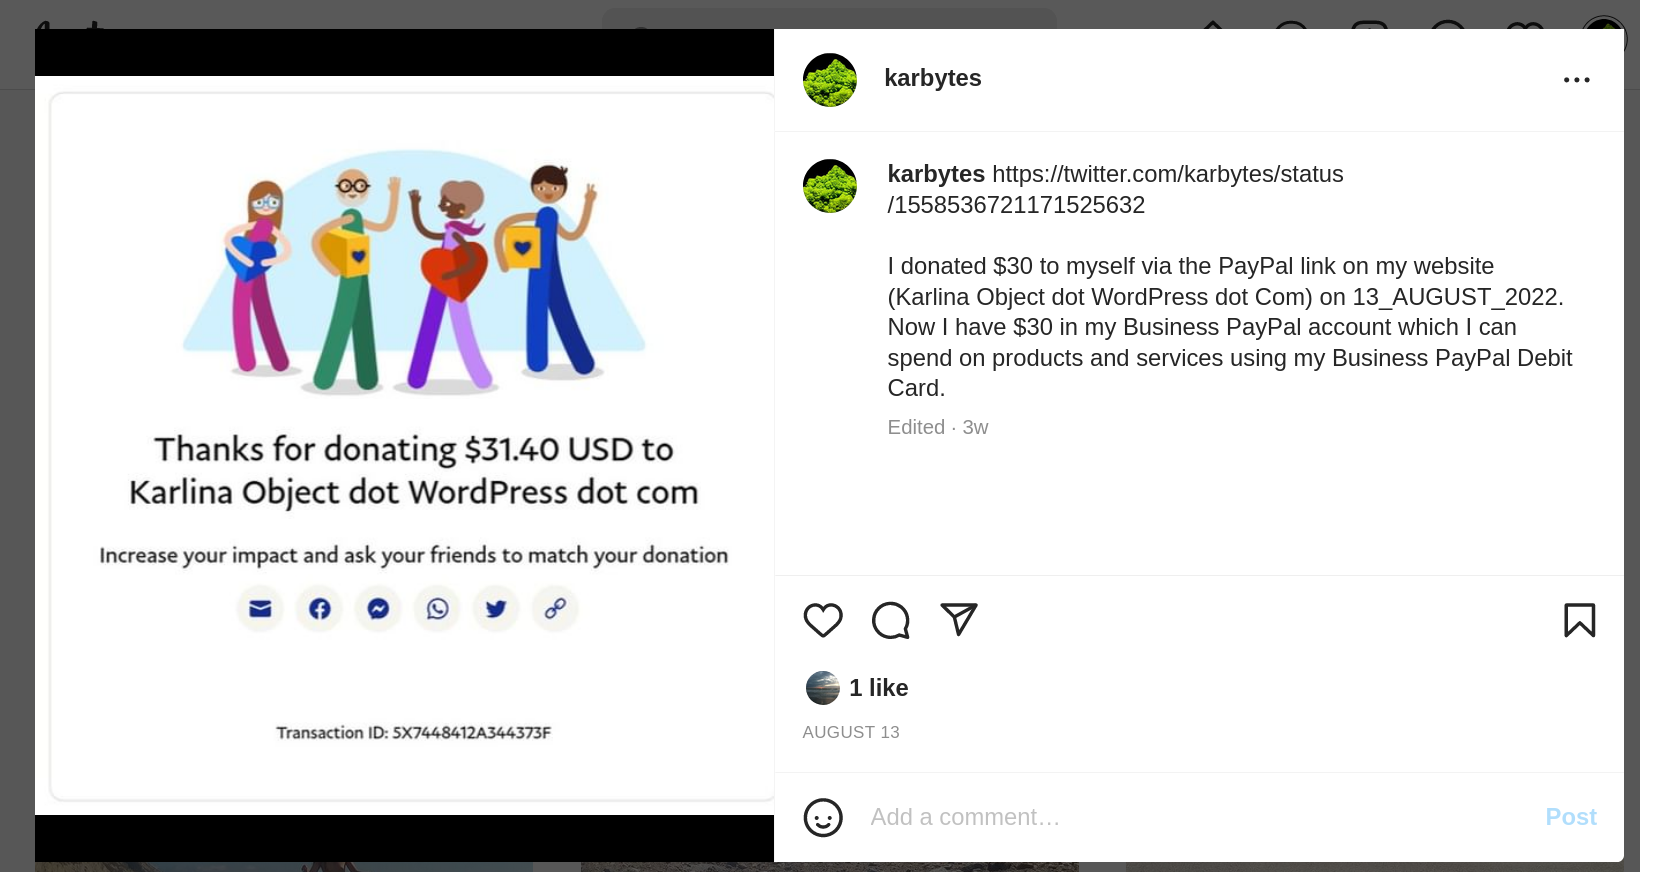 karbytes
karbytes https://twitter.com/karbytes/status
/1558536721171525632
I donated $30 to myself via the PayPal link on my website
(Karlina Object dot WordPress dot Com) on 13_AUGUST_2022.
Now I have $30 in my Business PayPal account which I can
spend on products and services using my Business PayPal Debit
Card.
Edited · 3w
Thanks for donating $31.40 USD to
Karlina Object dot WordPress dot com
Increase your impact and ask your friends to match your donation
Transaction ID: 5X7448412A344373F
1 like
AUGUST 13
Add a comment…
Post